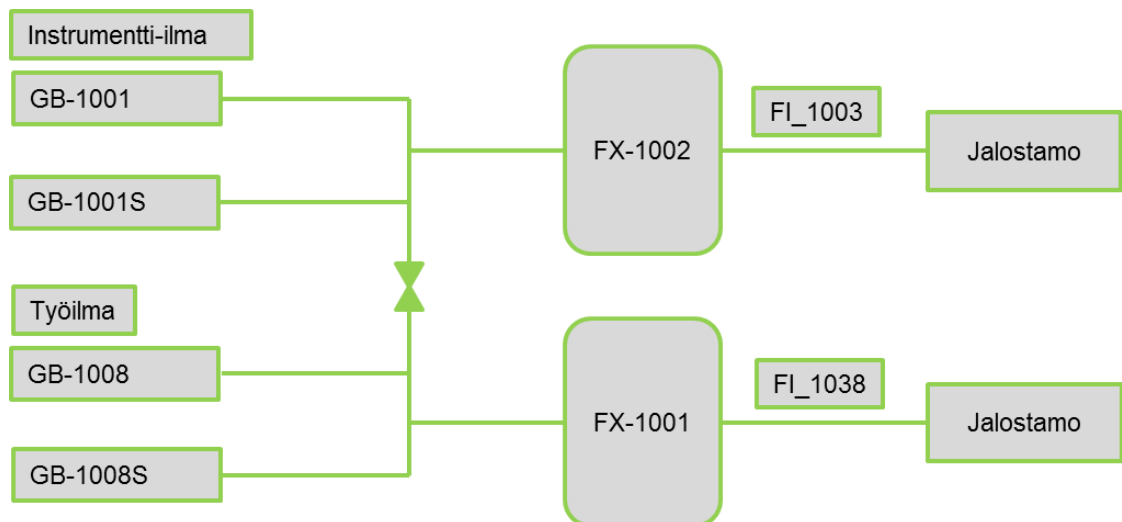 Instrumentti-ilma
GB-1001
GB-1001S
FX-1002
FI_1003
Jalostamo
Työilma
GB-1008
GB-1008S
FX-1001
FI_1038
Jalostamo